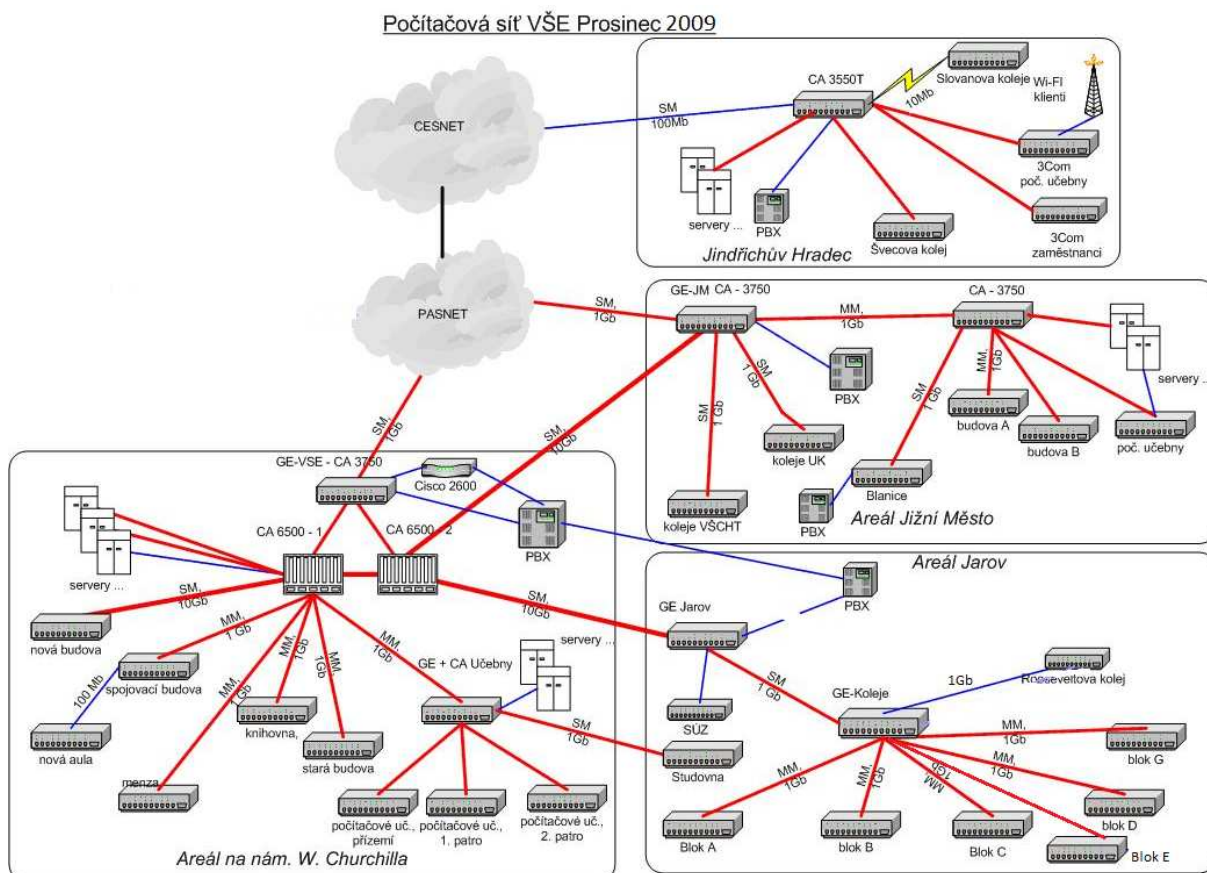 Počítačová síť VŠE Prosinec 2009
CESNET
SM
100Mb
CA 3550T
10Mb
Slovanova koleje
Wi-FI
klienti
3Com
poč. učebny
servery ...
PBX
Švecova kolej
3Com
zaměstnanci
Jindřichův Hradec
PASNET
SM,
1Gb
GE-JM CA - 3750
MM,
1Gb
CA - 3750
SM
1 Gb
SM
1 Gb
PBX
SM
1 Gb
MM,
1Gb
servery ...
budova A
budova B
poč. učebny
koleje UK
Blanice
koleje VŠCHT
PBX
Areál Jižní Město
SM,
1Gb
SM,
10Gb
GE-VSE - CA 3750
Cisco 2600
CA 6500 - 1
CA 6500 - 2
PBX
servery ...
SM,
10Gb
SM,
10Gb
nová budova
MM,
1 Gb
MM,
1Gb
MM,
1Gb
MM,
1Gb
MM,
1Gb
spojovací budova
100 Mb
nová aula
menza
knihovna,
stará budova
GE + CA Učebny
servery ...
SM
1Gb
Studovna
počítačové uč.,
přízemí
počítačové uč.,
1. patro
počítačové uč.,
2. patro
Areál na nám. W. Churchilla
Areál Jarov
PBX
GE Jarov
SM
1 Gb
SÚZ
GE-Koleje
1Gb
kolej
MM,
1Gb
blok G
MM,
1Gb
MM,
1Gb
MM,
1Gb
MM
1Gb
blok D
Blok A
blok B
Blok C
Blok E